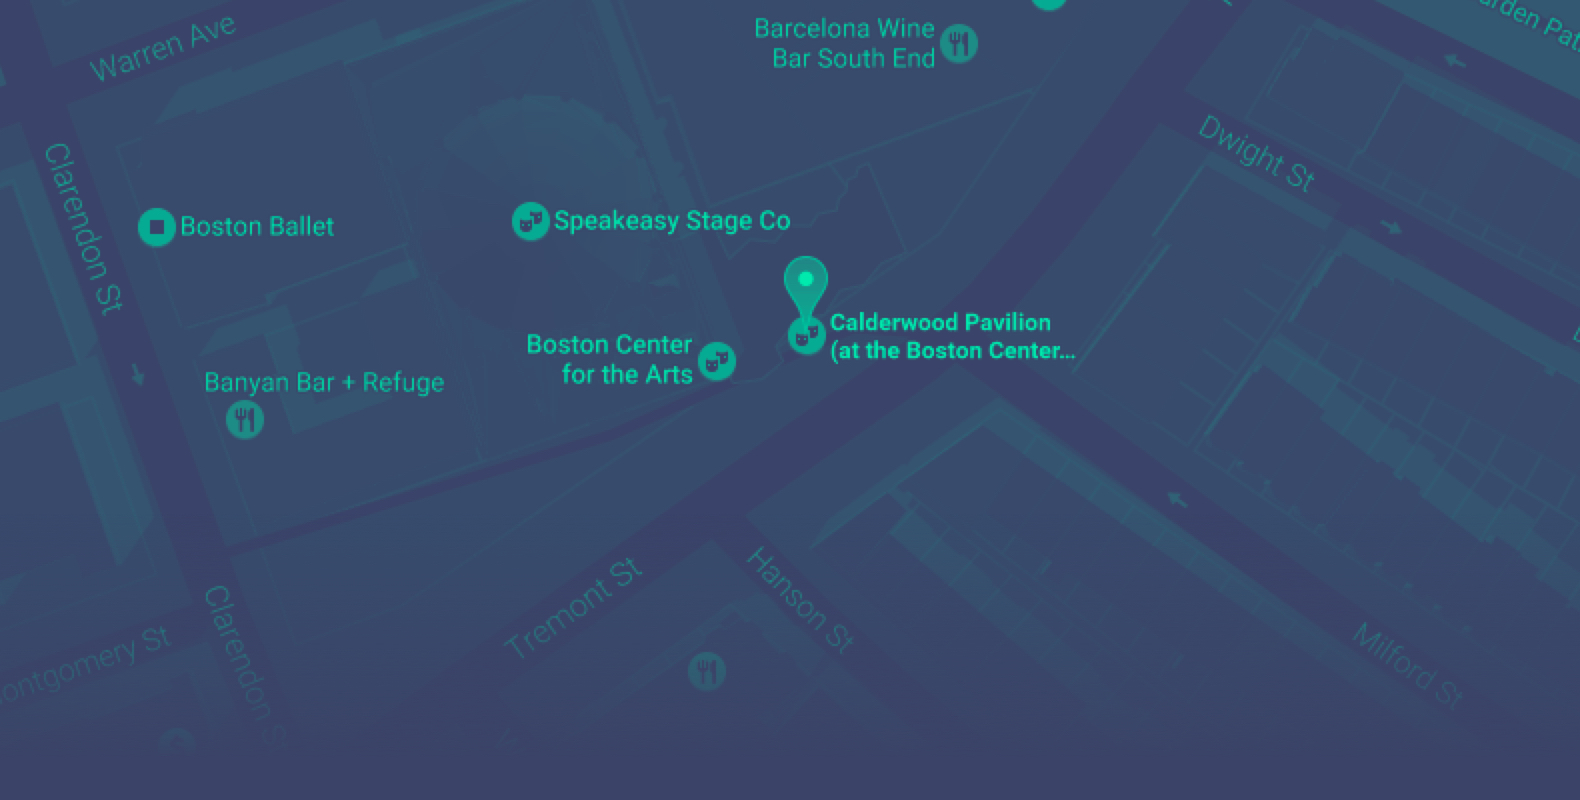 Warren Ave
Barcelona Wine
Bar South End
Clarendon St
Dwight St
Boston Ballet
Speakeasy Stage Co
Calderwood Pavilion
(at the Boston Center...
Boston Center
for the Arts
Banyan Bar + Refuge
Tremont St
Hanson St
Clarendon S
ontgomery St
Milford St